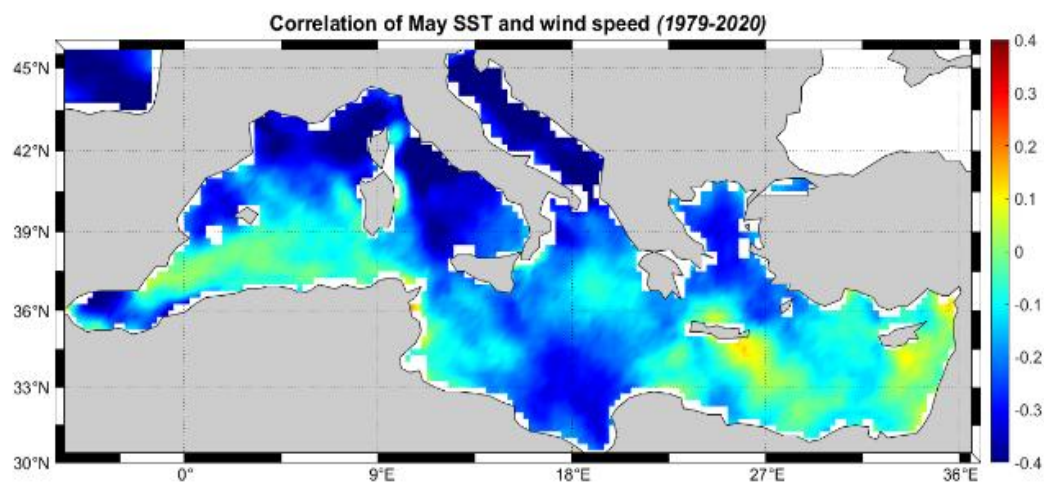 Correlation of May SST and wind speed (1979-2020)
45°N
42°N
39°N
36°N
33°N
30°N
0°
9°E
18°E
27°E
36°E
0.4
0.3
0.2
0.1
0
-0.1
-0.2
-0.3
-0.4